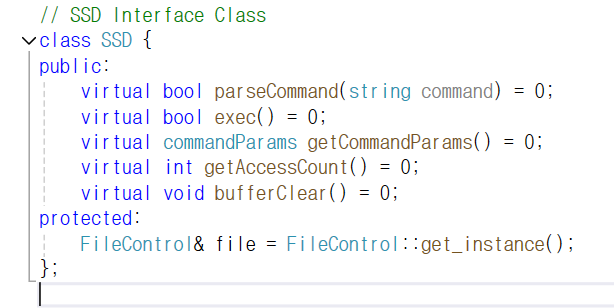 // SSD Interface Class
class SSD {
public:
    virtual bool parseCommand(string command) = 0;
    virtual bool exec() = 0;
    virtual commandParams getCommandParams() = 0;
    virtual int getAccessCount() = 0;
    virtual void bufferClear() = 0;
protected:
    FileControl& file = FileControl::get_instance();
};